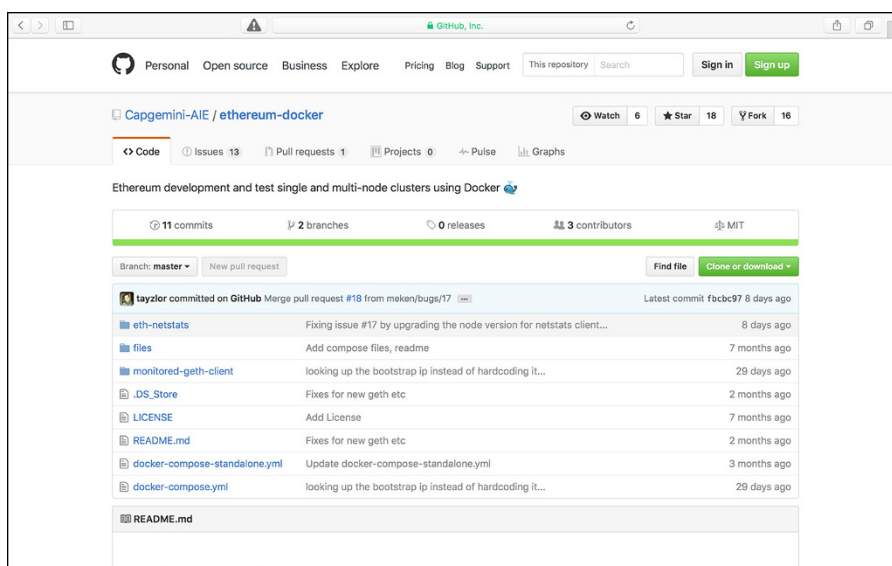 GitHub, Inc.
Personal Open source Business Explore Pricing Blog Support This repository Search Sign in Sign up
Capgemini-AIE / ethereum-docker Watch 6 Star 18 Fork 16
<> Code Issues 13 Pull requests 1 Projects 0 Pulse Graphs
Ethereum development and test single and multi-node clusters using Docker
11 commits 2 branches 0 releases 3 contributors MIT
Branch: master New pull request Find file Clone or download
tayzlor committed on GitHub Merge pull request #18 from meken/bugs/17 ... Latest commit fbcbc97 8 days ago
eth-netstats Fixing issue #17 by upgrading the node version for netstats client... 8 days ago
files Add compose files, readme 7 months ago
monitored-geth-client looking up the bootstrap ip instead of hardcoding it... 29 days ago
.DS_Store Fixes for new geth etc 2 months ago
LICENSE Add License 7 months ago
README.md Fixes for new geth etc 2 months ago
docker-compose-standalone.yml Update docker-compose-standalone.yml 3 months ago
docker-compose.yml looking up the bootstrap ip instead of hardcoding it... 29 days ago
README.md